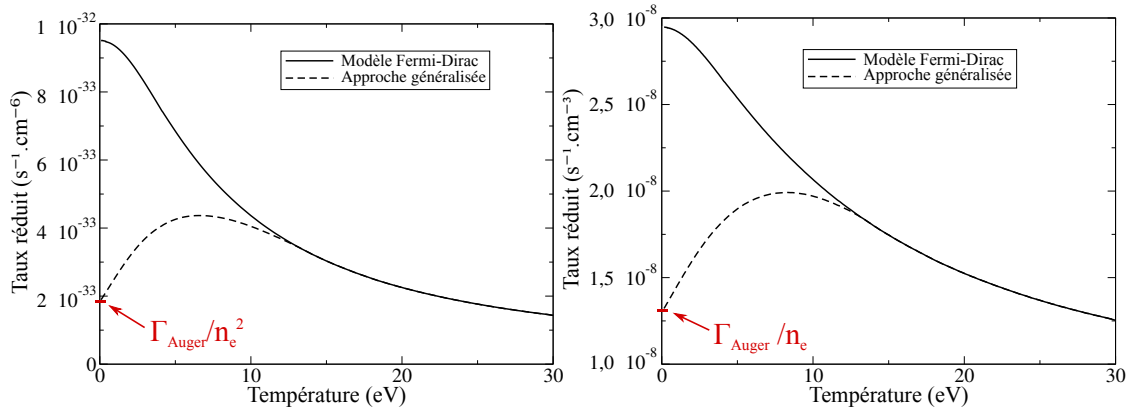 1 10⁻³²
8 10⁻³³
6 10⁻³³
4 10⁻³³
2 10⁻³³
0
Taux réduit (s⁻¹.cm⁻⁶)
Modèle Fermi-Dirac
Approche généralisée
Γ_Auger/n_e²
0 10 20 30
Température (eV)
3,0 10⁻⁸
2,5 10⁻⁸
2,0 10⁻⁸
1,5 10⁻⁸
1,0 10⁻⁸
Taux réduit (s⁻¹.cm⁻³)
Modèle Fermi-Dirac
Approche généralisée
Γ_Auger /n_e
0 10 20 30
Température (eV)